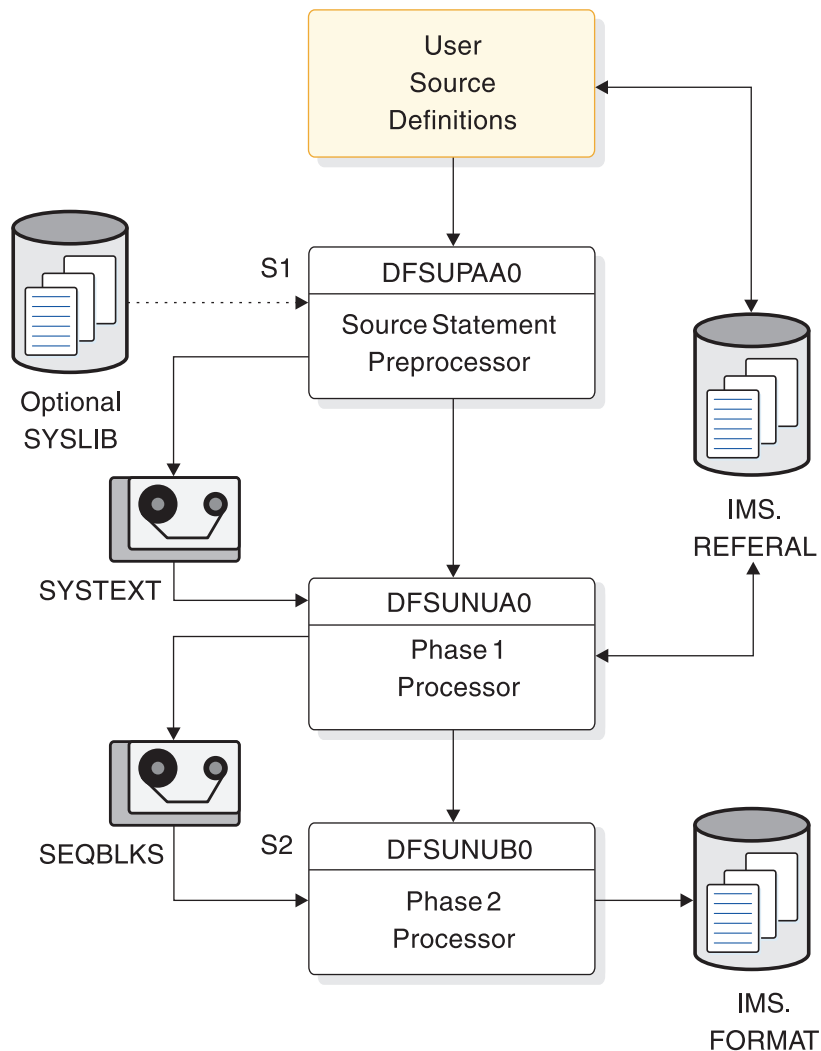 User
Source
Definitions
S1
DFSUPAA0
Source Statement
Preprocessor
Optional
SYSLIB
IMS.
REFERAL
SYSTEXT
DFSUNUA0
Phase 1
Processor
SEQBLKS
S2
DFSUNUB0
Phase 2
Processor
IMS.
FORMAT